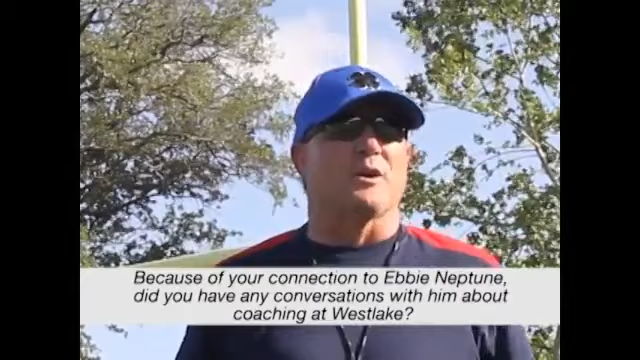 Because of your connection to Ebbie Neptune,
did you have any conversations with him about
coaching at Westlake?